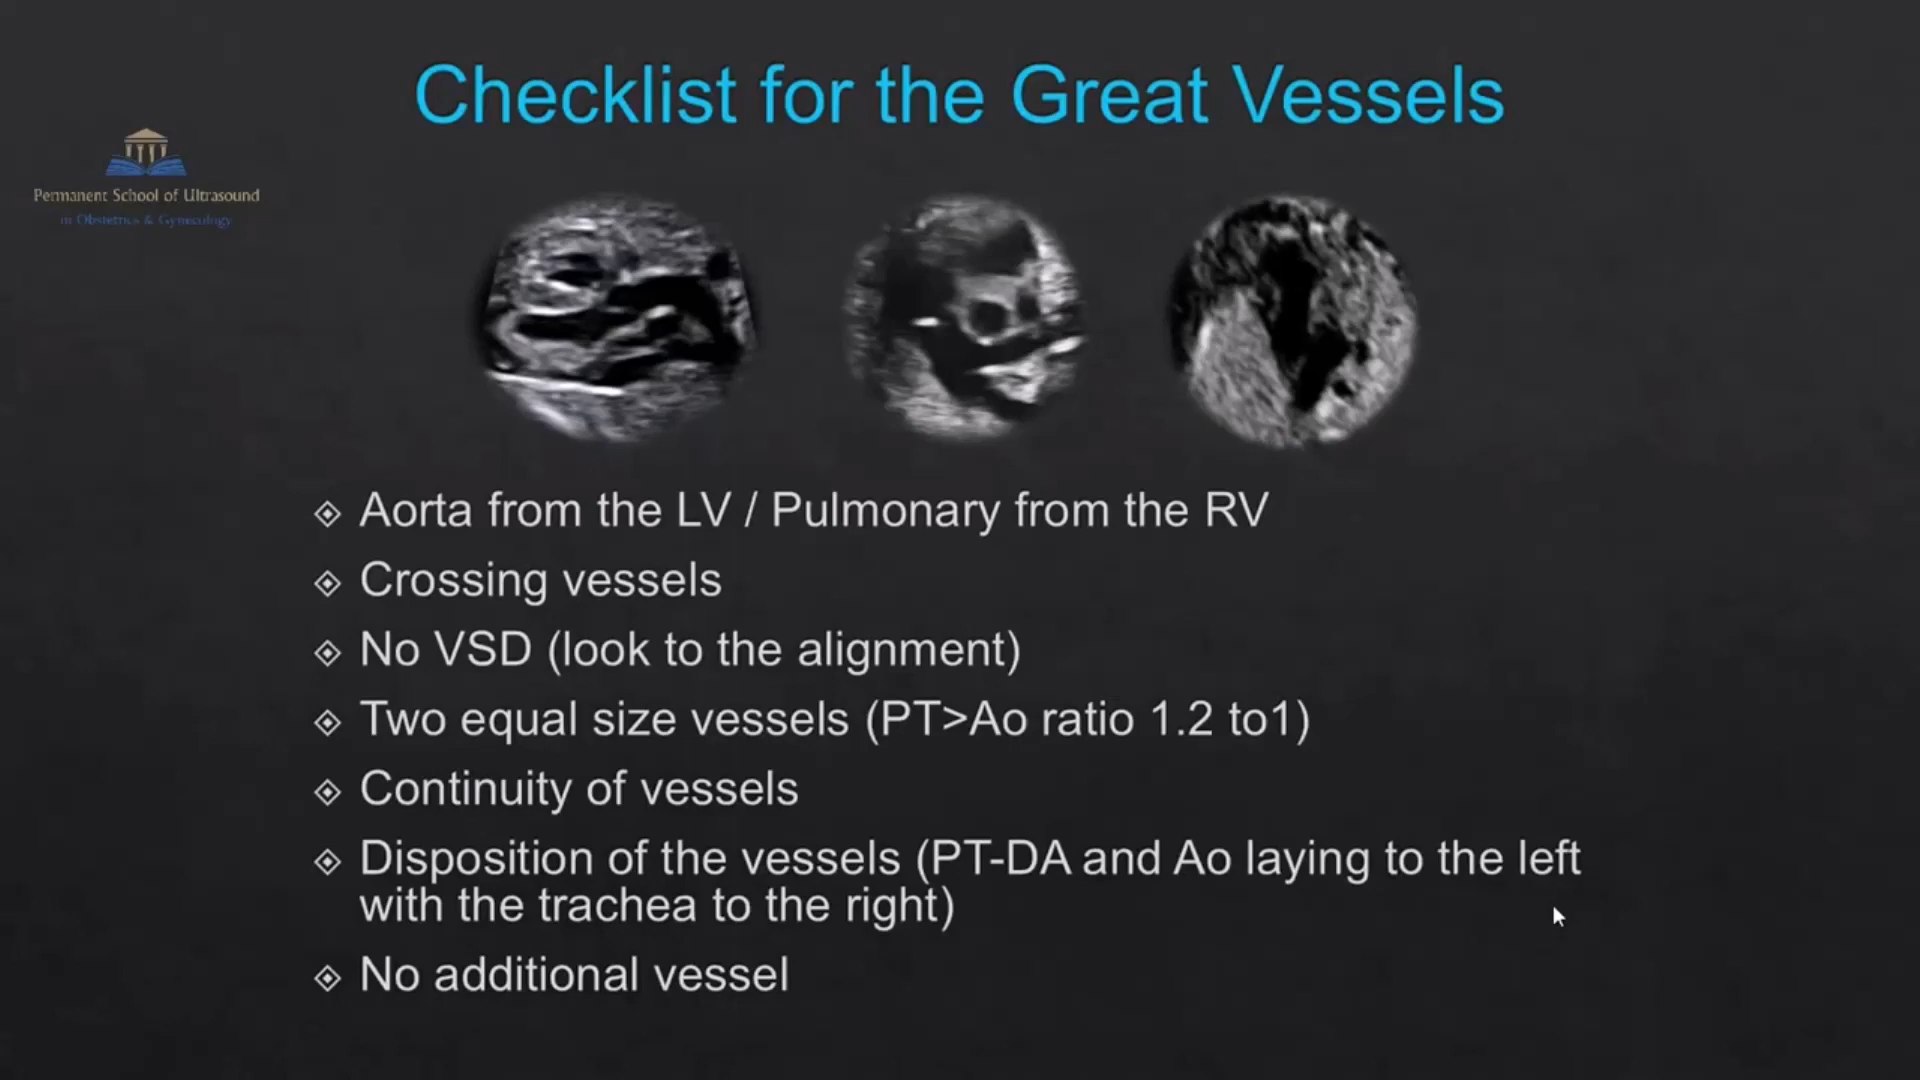 Checklist for the Great Vessels
Permanent School of Ultrasound
in Obstetrics & Gynecology
Aorta from the LV / Pulmonary from the RV
Crossing vessels
No VSD (look to the alignment)
Two equal size vessels (PT>Ao ratio 1.2 to1)
Continuity of vessels
Disposition of the vessels (PT-DA and Ao laying to the left
with the trachea to the right)
No additional vessel